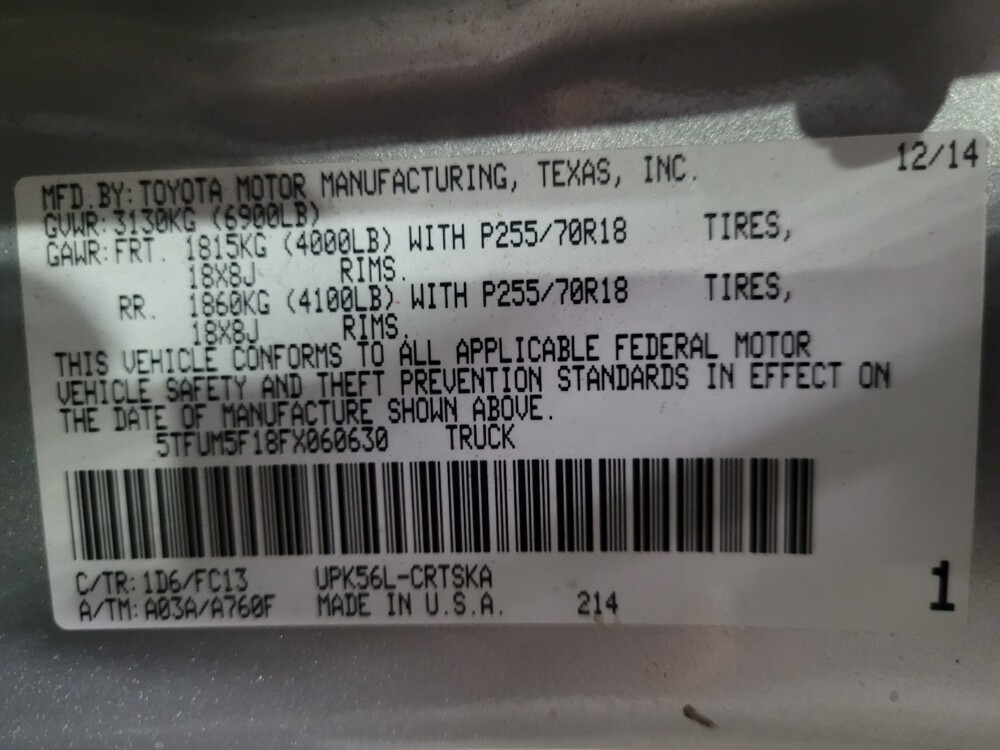 12/14
MFD.BY: TOYOTA MOTOR MANUFACTURING, TEXAS, INC.
GVWR: 3130KG (6900LB)
GAWR: FRT. 1815KG (4000LB) WITH P255/70R18 TIRES,
18X8J RIMS.
RR. 1860KG (4100LB) WITH P255/70R18 TIRES,
18X8J RIMS.
THIS VEHICLE CONFORMS TO ALL APPLICABLE FEDERAL MOTOR
VEHICLE SAFETY AND THEFT PREVENTION STANDARDS IN EFFECT ON
THE DATE OF MANUFACTURE SHOWN ABOVE.
5TFUM5F18FX060630 TRUCK
C/TR: 1D6/FC13 UPK56L-CRTSKA
A/TM: A03A/A760F MADE IN U.S.A. 214
1